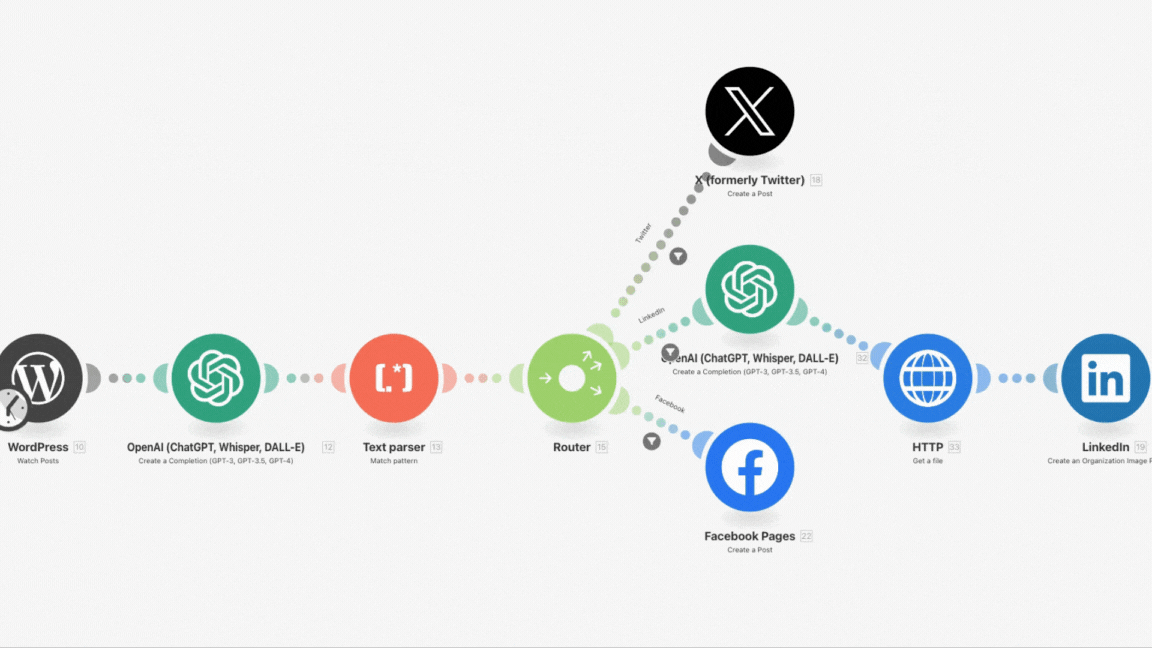 X (formerly Twitter) 18
Create a Post
Twitter
LinkedIn
OpenAI (ChatGPT, Whisper, DALL-E) 32
Create a Completion (GPT-3, GPT-3.5, GPT-4)
Facebook
WordPress 10
Watch Posts
OpenAI (ChatGPT, Whisper, DALL-E) 12
Create a Completion (GPT-3, GPT-3.5, GPT-4)
[.*]
Text parser 13
Match pattern
Router 15
HTTP 33
Get a file
in
LinkedIn 19
Create an Organization Image P
Facebook Pages 22
Create a Post